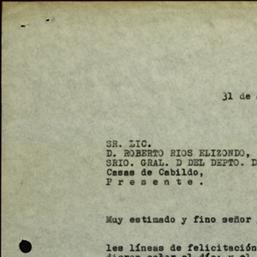 31 de
SR. LIC.
D. ROBERTO RIOS ELIZONDO,
SRIO. GRAL. D DEL DEPTO. D
Casas de Cabildo,
P r e s e n t e .
Muy estimado y fino señor
les líneas de felicitación